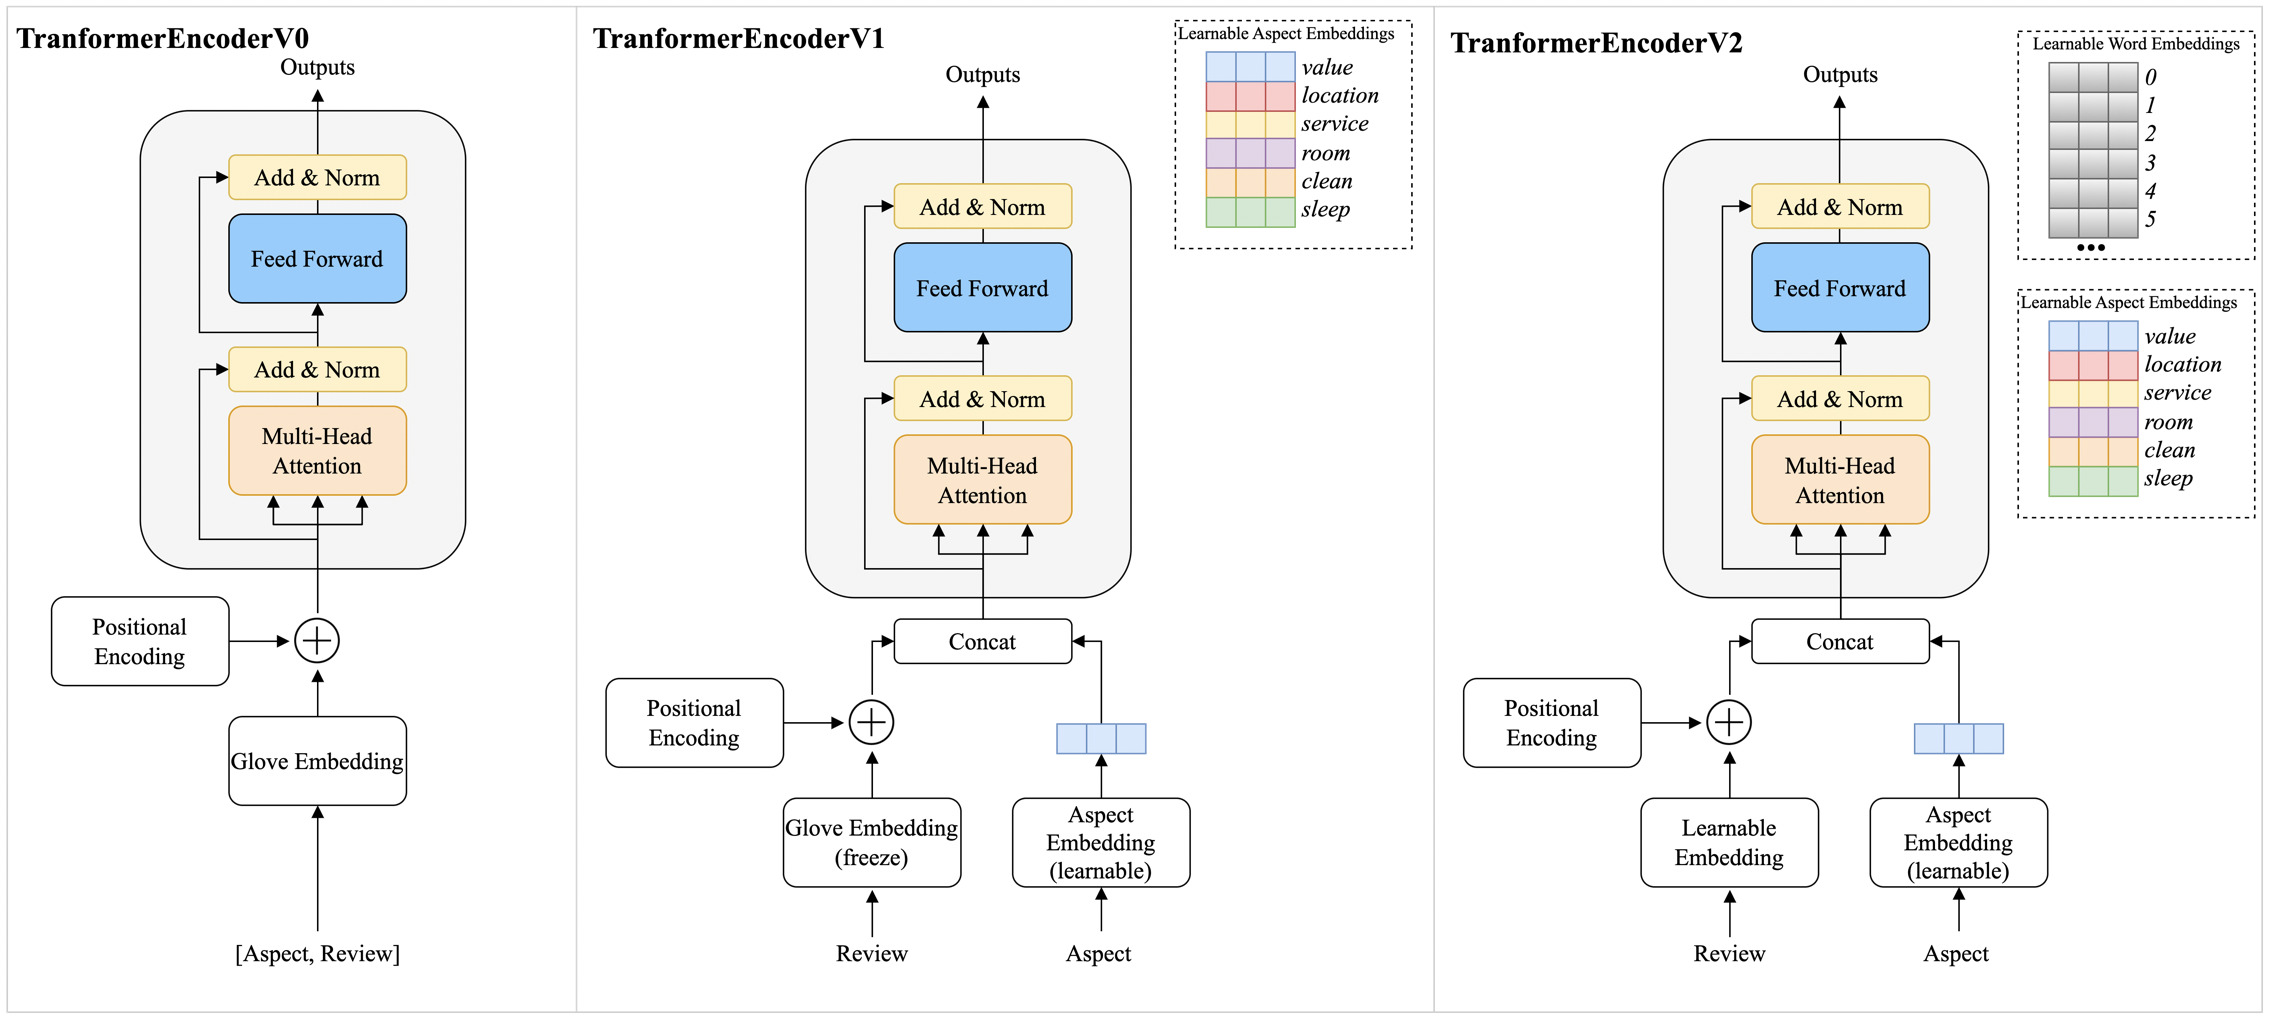 TranformerEncoderV0
Outputs
Add & Norm
Feed Forward
Add & Norm
Multi-Head
Attention
Positional
Encoding
Glove Embedding
[Aspect, Review]
TranformerEncoderV1
Outputs
Add & Norm
Feed Forward
Add & Norm
Multi-Head
Attention
Concat
Positional
Encoding
Glove Embedding
(freeze)
Aspect
Embedding
(learnable)
Review
Aspect
Learnable Aspect Embeddings
value
location
service
room
clean
sleep
TranformerEncoderV2
Outputs
Add & Norm
Feed Forward
Add & Norm
Multi-Head
Attention
Concat
Positional
Encoding
Learnable
Embedding
Aspect
Embedding
(learnable)
Review
Aspect
Learnable Word Embeddings
0
1
2
3
4
5
•••
Learnable Aspect Embeddings
value
location
service
room
clean
sleep